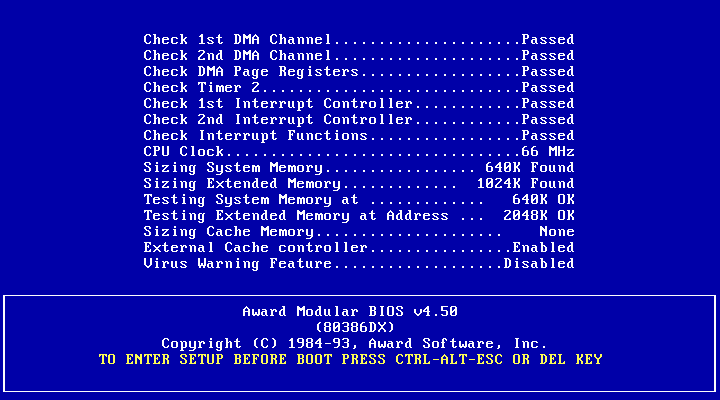 Check 1st DMA Channel.....................Passed
Check 2nd DMA Channel.....................Passed
Check DMA Page Registers..................Passed
Check Timer 2.............................Passed
Check 1st Interrupt Controller............Passed
Check 2nd Interrupt Controller............Passed
Check Interrupt Functions.................Passed
CPU Clock.................................66 MHz
Sizing System Memory................. 640K Found
Sizing Extended Memory.............  1024K Found
Testing System Memory at .............   640K OK
Testing Extended Memory at Address ...  2048K OK
Sizing Cache Memory.....................    None
External Cache controller................Enabled
Virus Warning Feature...................Disabled
Award Modular BIOS v4.50
(80386DX)
Copyright (C) 1984-93, Award Software, Inc.
TO ENTER SETUP BEFORE BOOT PRESS CTRL-ALT-ESC OR DEL KEY